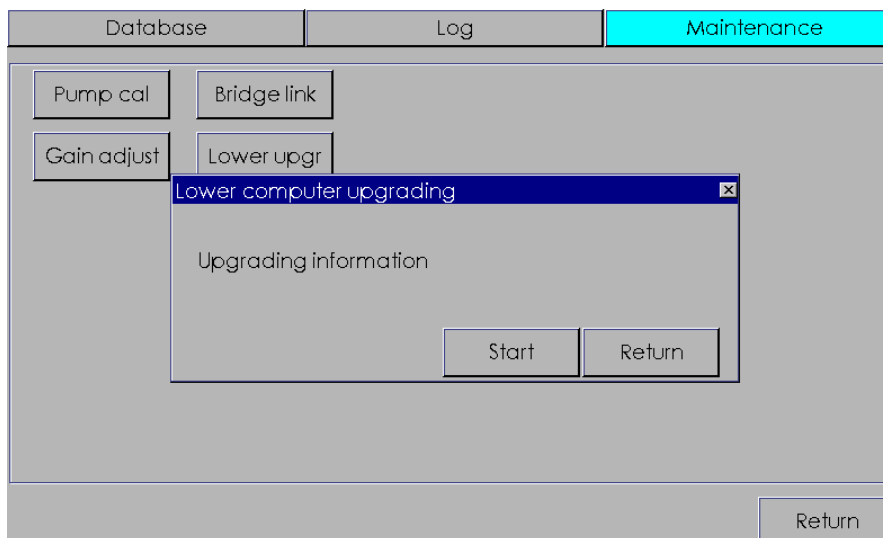 Database Log Maintenance
Pump cal Bridge link
Gain adjust Lower upgr
Lower computer upgrading
Upgrading information
Start Return
Return